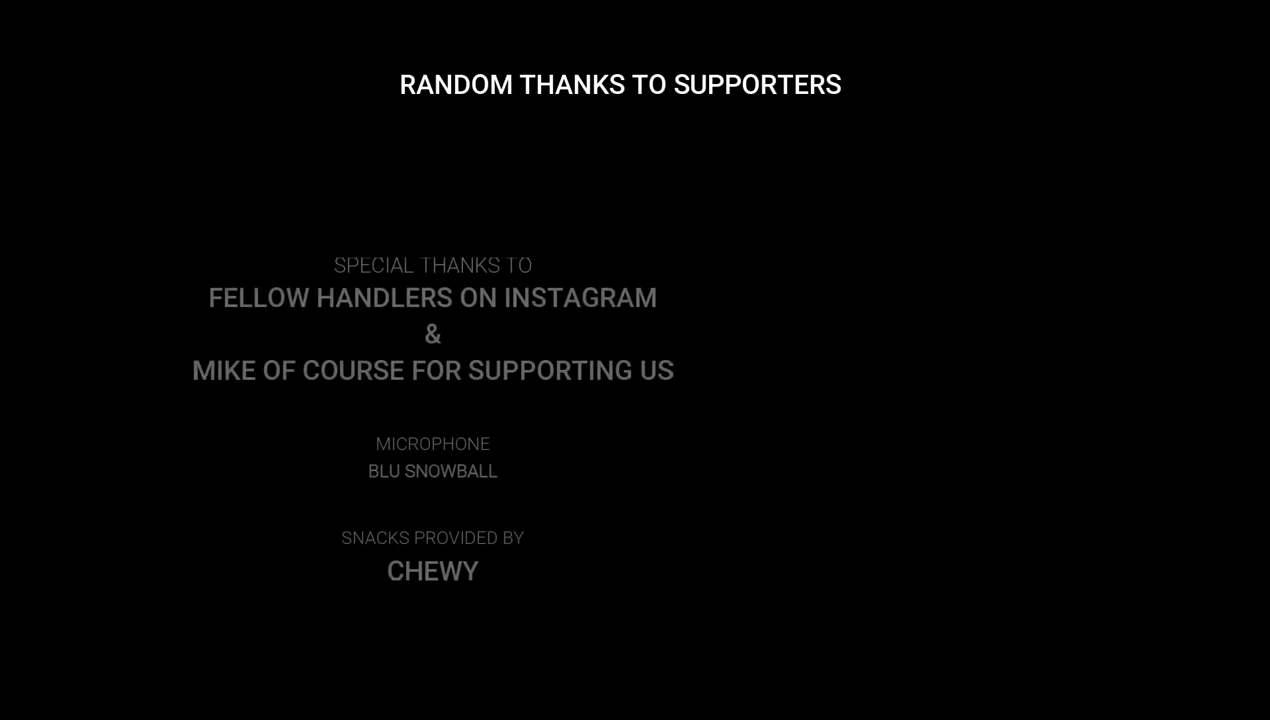 RANDOM THANKS TO SUPPORTERS
SPECIAL THANKS TO
FELLOW HANDLERS ON INSTAGRAM
&
MIKE OF COURSE FOR SUPPORTING US
MICROPHONE
BLU SNOWBALL
SNACKS PROVIDED BY
CHEWY